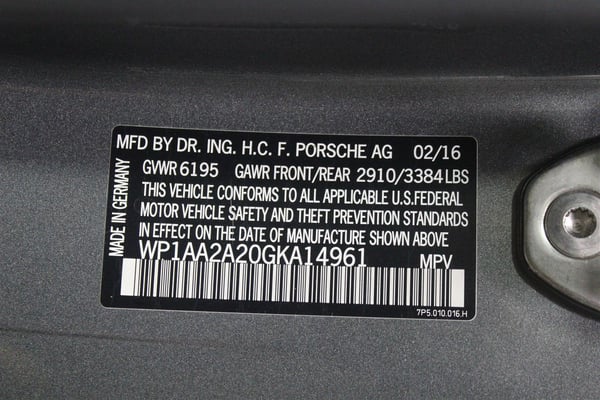 MFD BY DR. ING. H.C. F. PORSCHE AG 02/16
GWR 6195 GAWR FRONT/REAR 2910/3384 LBS
THIS VEHICLE CONFORMS TO ALL APPLICABLE U.S.FEDERAL
MOTOR VEHICLE SAFETY AND THEFT PREVENTION STANDARDS
IN EFFECT ON THE DATE OF MANUFACTURE SHOWN ABOVE
WP1AA2A20GKA14961 MPV
MADE IN GERMANY
7P5.010.016.H